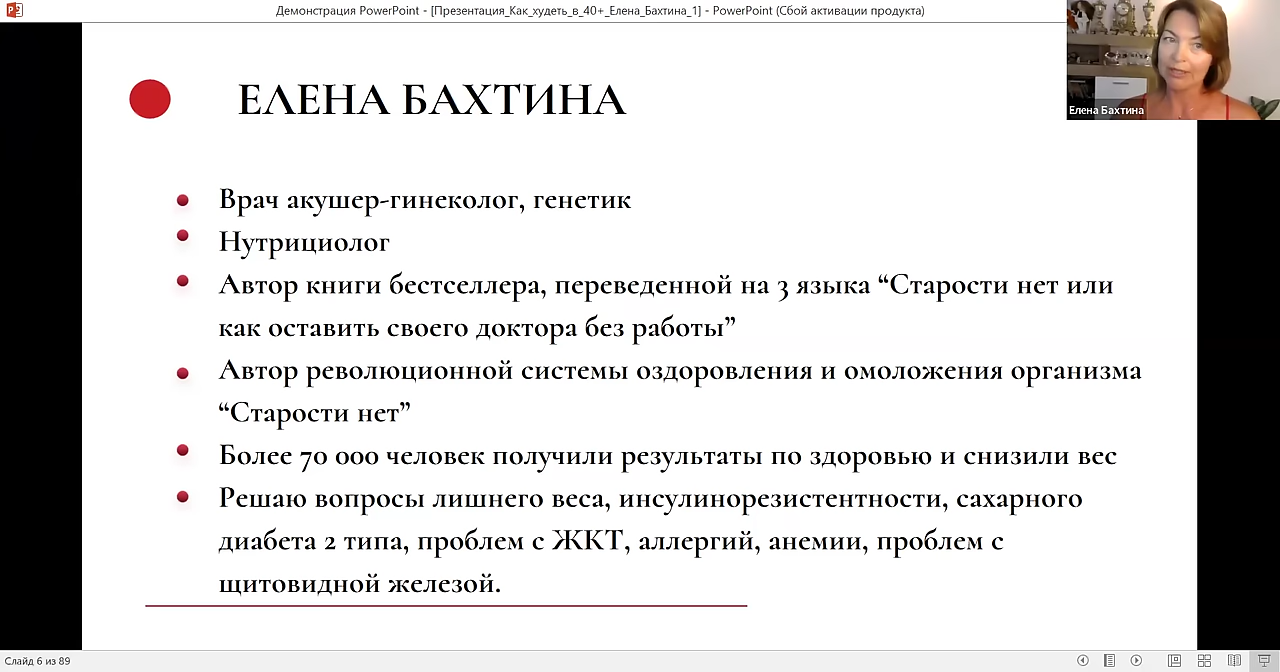 Демонстрация PowerPoint - [Презентация_Как_худеть_в_40+_Елена_Бахтина_1] - PowerPoint (Сбой активации продукта)
Елена Бахтина
ЕЛЕНА БАХТИНА
Врач акушер-гинеколог, генетик
Нутрициолог
Автор книги бестселлера, переведенной на 3 языка “Старости нет или
как оставить своего доктора без работы”
Автор революционной системы оздоровления и омоложения организма
“Старости нет”
Более 70 000 человек получили результаты по здоровью и снизили вес
Решаю вопросы лишнего веса, инсулинорезистентности, сахарного
диабета 2 типа, проблем с ЖКТ, аллергий, анемии, проблем с
щитовидной железой.
Слайд 6 из 89